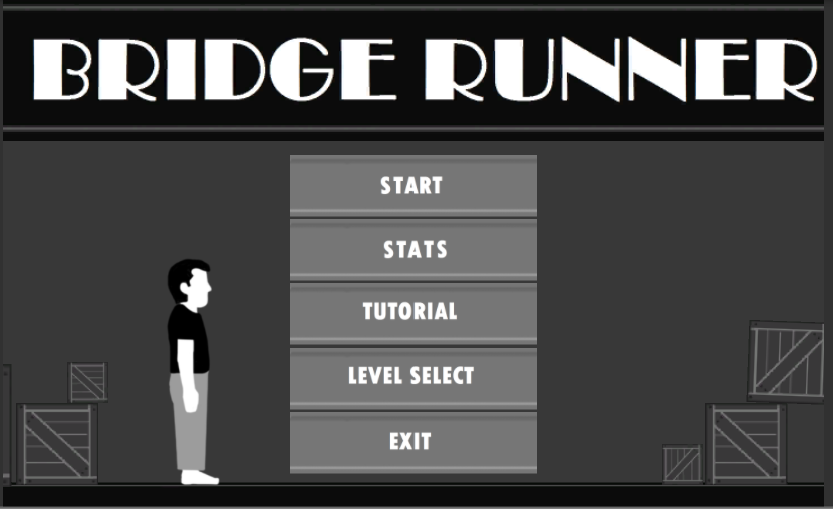 BRIDGE RUNNER
START
STATS
TUTORIAL
LEVEL SELECT
EXIT